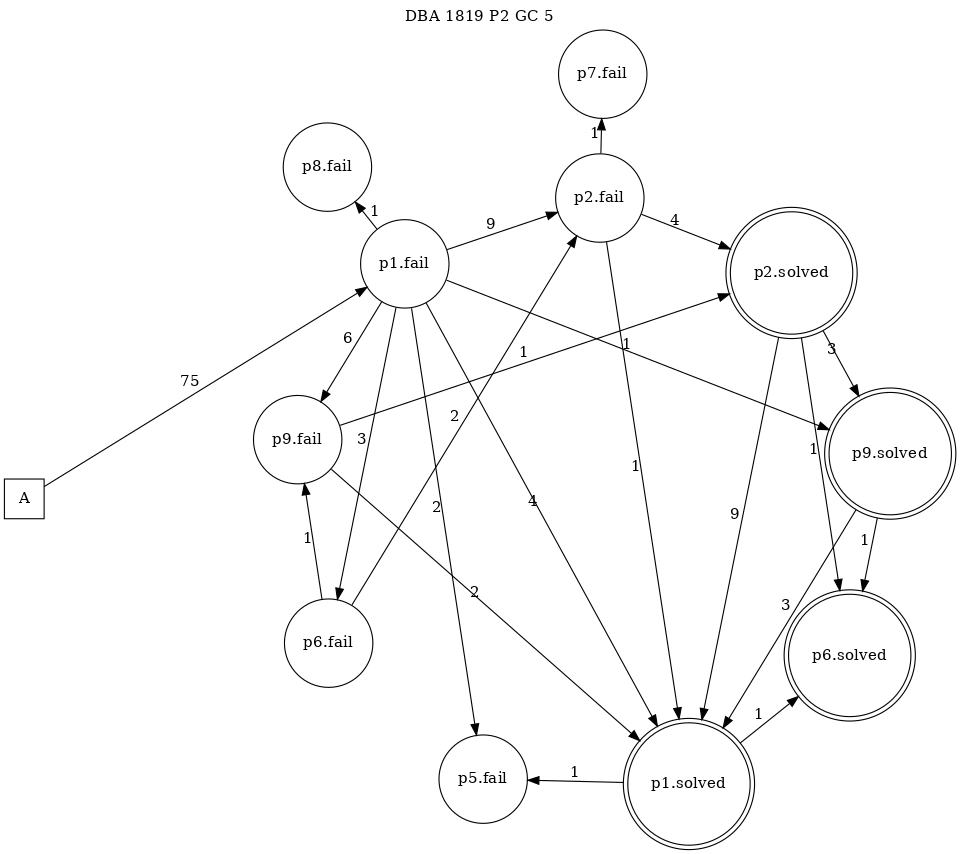 DBA 1819 P2 GC 5
p7.fail
1
p8.fail
1
p2.fail
9
4
p1.fail
p2.solved
6
1
1
3
75
2
p9.fail
3
1
p9.solved
A
2
4
1
9
1
1
2
3
p6.fail
p6.solved
1
1
p5.fail
p1.solved